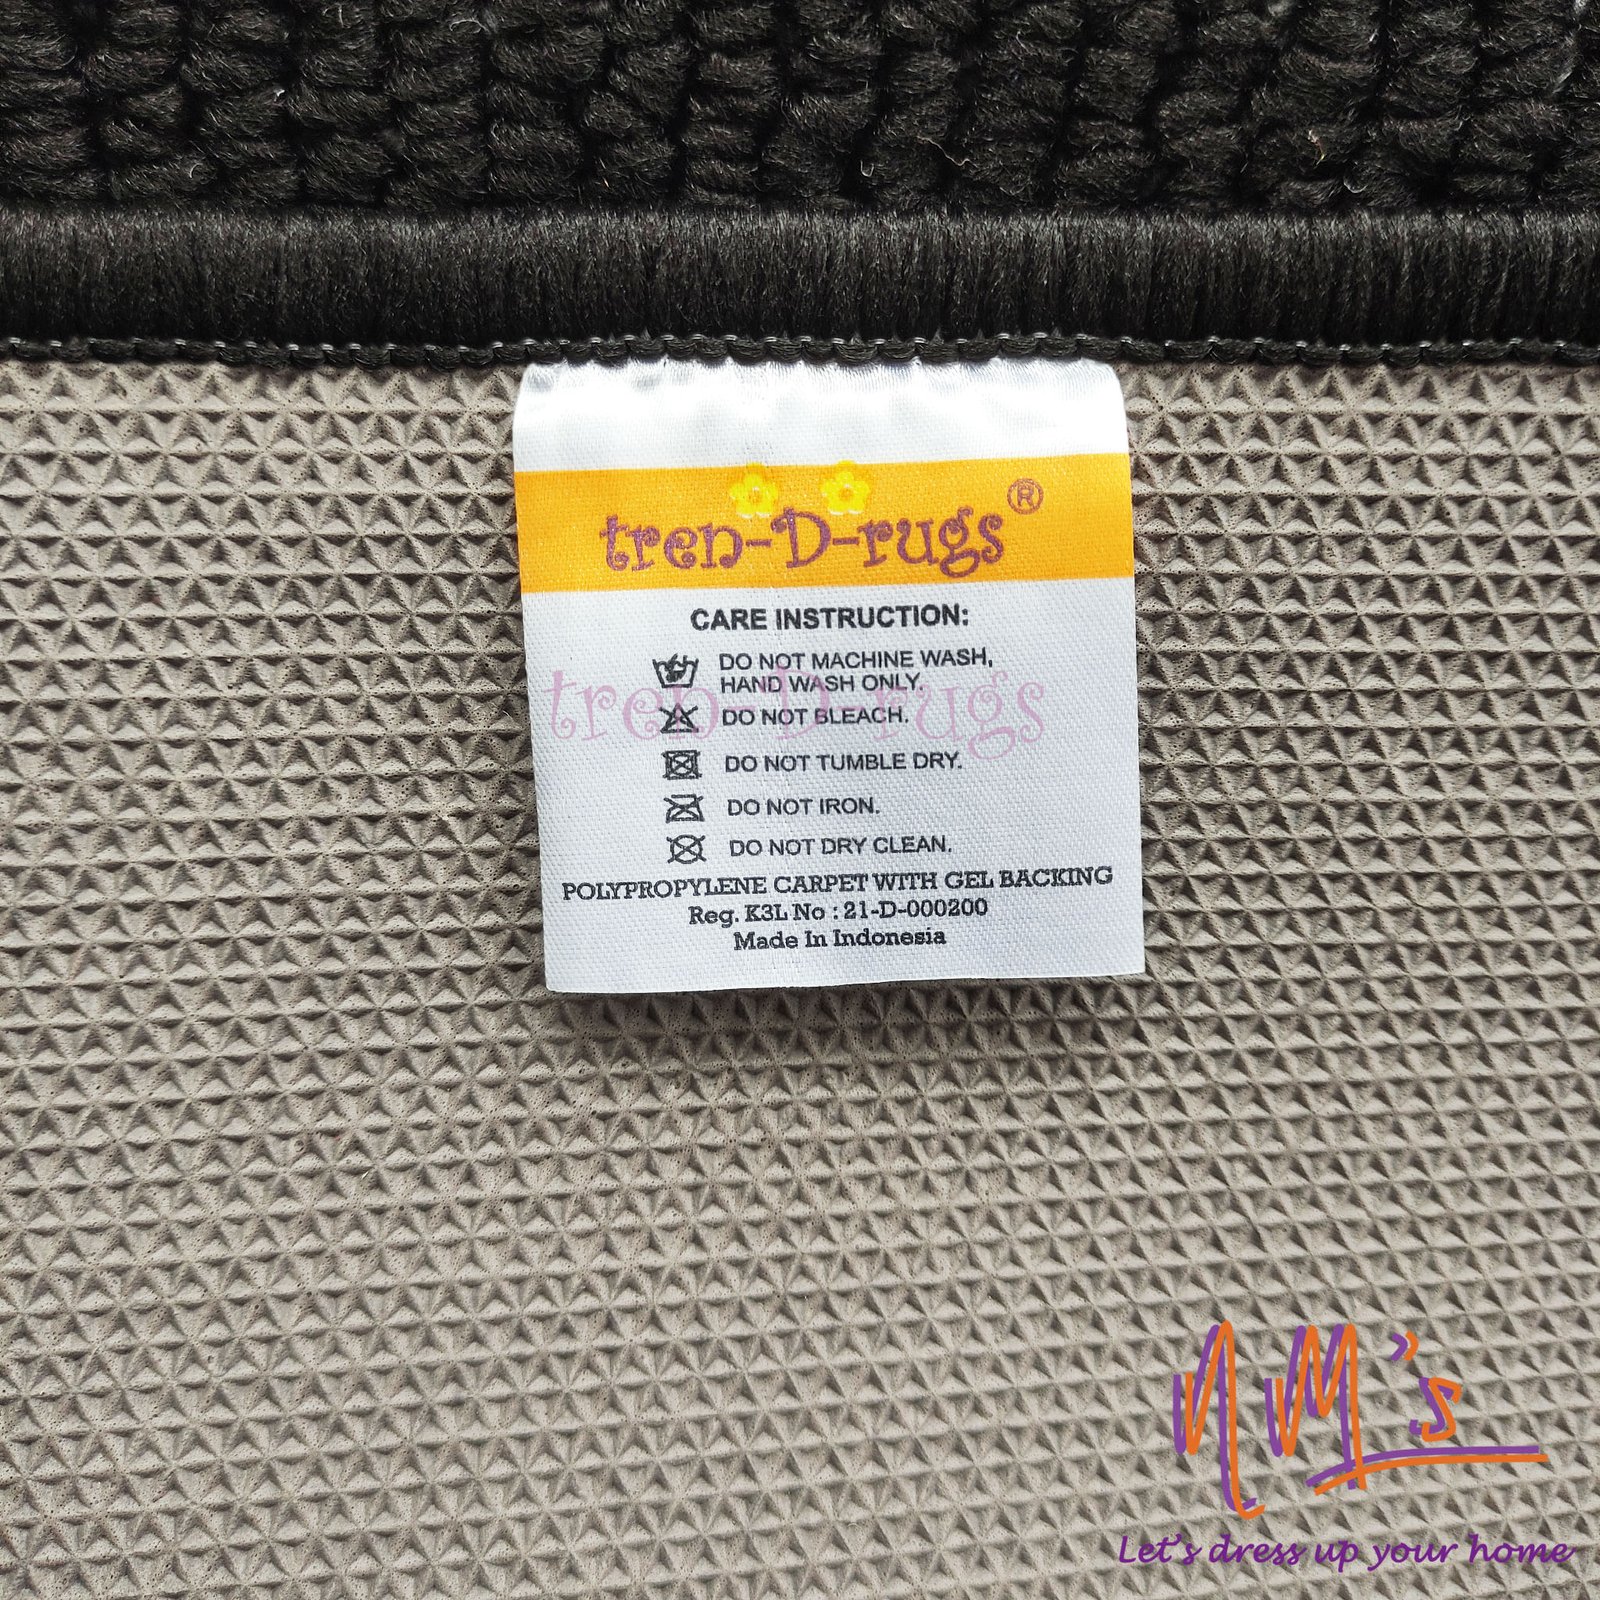 tren-D-rugs®
CARE INSTRUCTION:
DO NOT MACHINE WASH,
HAND WASH ONLY.
tren-D-rugs
DO NOT BLEACH.
DO NOT TUMBLE DRY.
DO NOT IRON.
DO NOT DRY CLEAN.
POLYPROPYLENE CARPET WITH GEL BACKING
Reg. K3L No : 21-D-000200
Made In Indonesia
NM's
Let's dress up your home